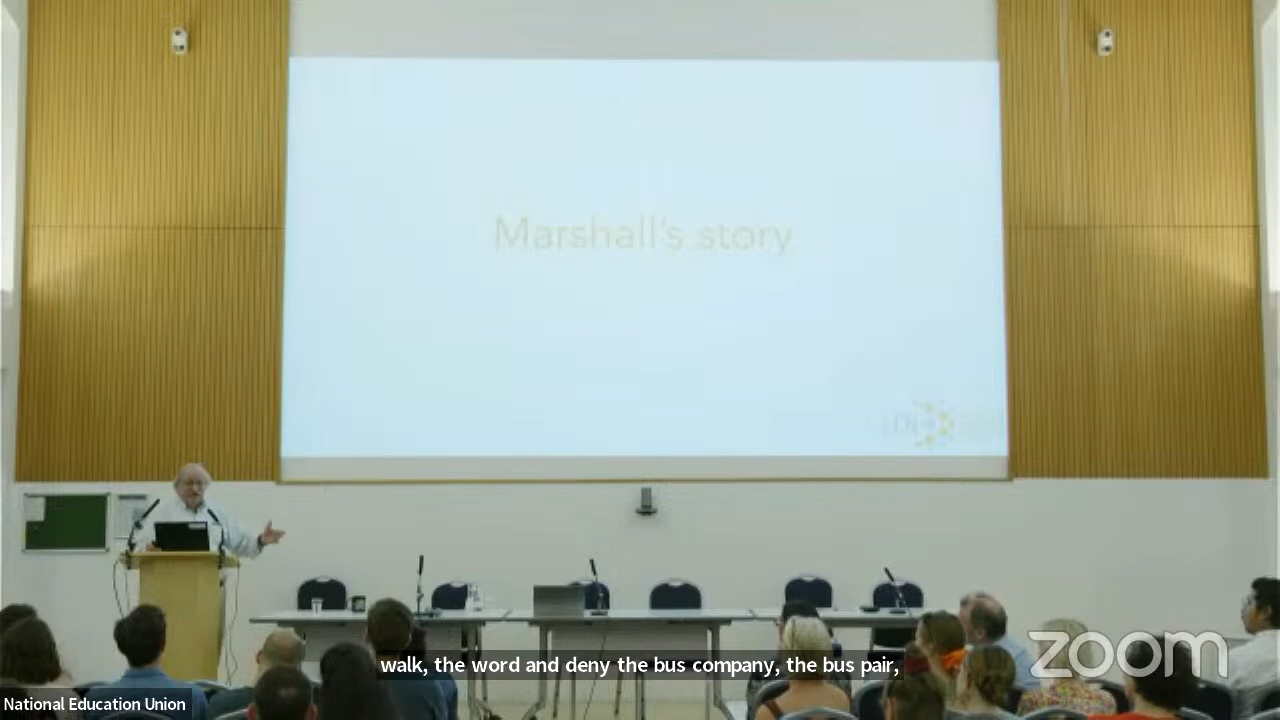 Marshall's story
walk, the word and deny the bus company, the bus pair,
zoom
National Education Union